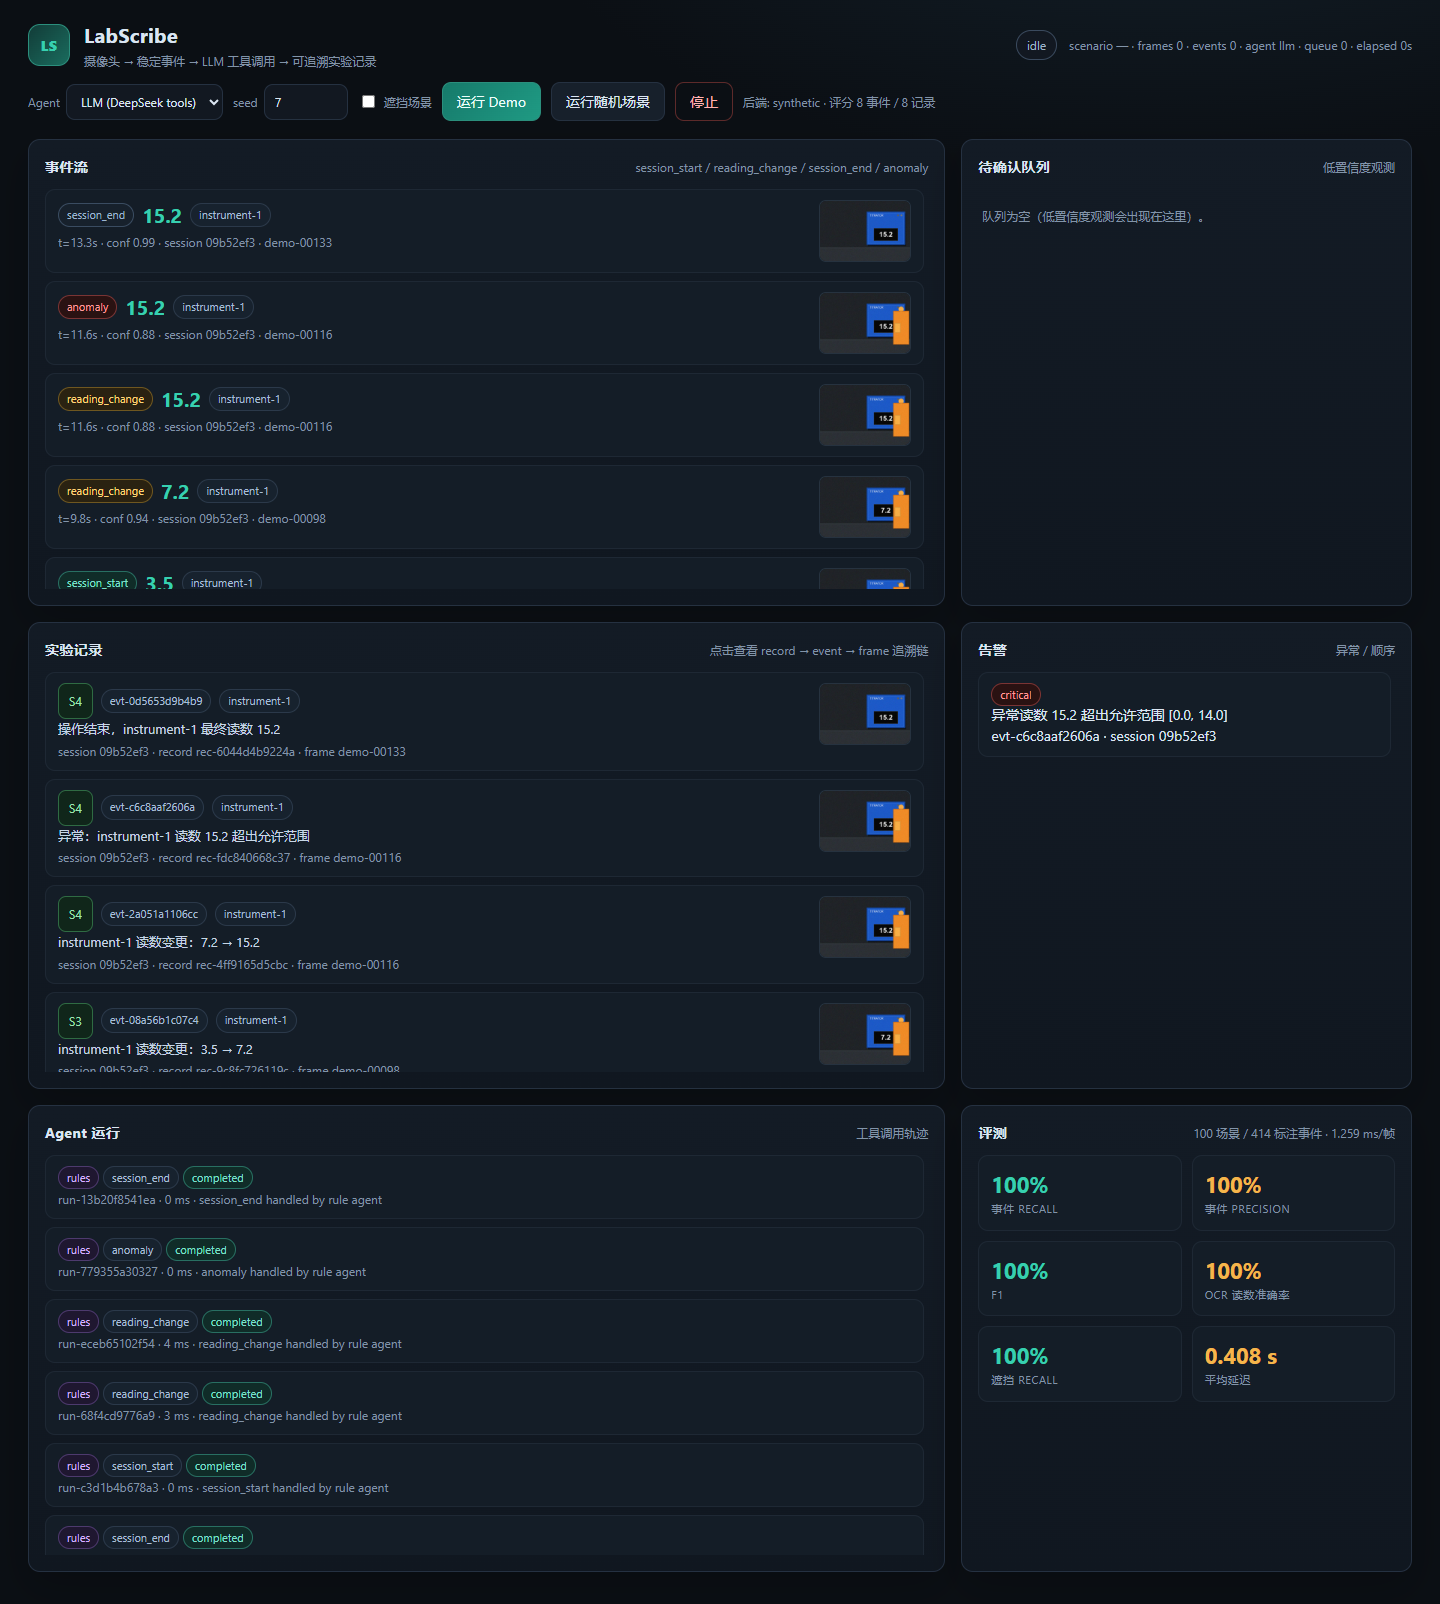 LS
LabScribe
摄像头 → 稳定事件 → LLM 工具调用 → 可追溯实验记录
idle
scenario — · frames 0 · events 0 · agent llm · queue 0 · elapsed 0s
Agent
LLM (DeepSeek tools)
seed
7
遮挡场景
运行 Demo
运行随机场景
停止
后端: synthetic · 评分 8 事件 / 8 记录
事件流
session_start / reading_change / session_end / anomaly
session_end 15.2 instrument-1
t=13.3s · conf 0.99 · session 09b52ef3 · demo-00133
15.2
anomaly 15.2 instrument-1
t=11.6s · conf 0.88 · session 09b52ef3 · demo-00116
15.2
reading_change 15.2 instrument-1
t=11.6s · conf 0.88 · session 09b52ef3 · demo-00116
15.2
reading_change 7.2 instrument-1
t=9.8s · conf 0.94 · session 09b52ef3 · demo-00098
7.2
session_start 3.5 instrument-1
待确认队列
低置信度观测
队列为空（低置信度观测会出现在这里）。
实验记录
点击查看 record → event → frame 追溯链
S4 evt-0d5653d9b4b9 instrument-1
操作结束，instrument-1 最终读数 15.2
session 09b52ef3 · record rec-6044d4b9224a · frame demo-00133
15.2
S4 evt-c6c8aaf2606a instrument-1
异常：instrument-1 读数 15.2 超出允许范围
session 09b52ef3 · record rec-fdc840668c37 · frame demo-00116
15.2
S4 evt-2a051a1106cc instrument-1
instrument-1 读数变更：7.2 → 15.2
session 09b52ef3 · record rec-4ff9165d5cbc · frame demo-00116
15.2
S3 evt-08a56b1c07c4 instrument-1
instrument-1 读数变更：3.5 → 7.2
session 09b52ef3 · record rec-9c8fc726119c · frame demo-00098
7.2
告警
异常 / 顺序
critical
异常读数 15.2 超出允许范围 [0.0, 14.0]
evt-c6c8aaf2606a · session 09b52ef3
Agent 运行
工具调用轨迹
rules session_end completed
run-13b20f8541ea · 0 ms · session_end handled by rule agent
rules anomaly completed
run-779355a30327 · 0 ms · anomaly handled by rule agent
rules reading_change completed
run-eceb65102f54 · 4 ms · reading_change handled by rule agent
rules reading_change completed
run-68f4cd9776a9 · 3 ms · reading_change handled by rule agent
rules session_start completed
run-c3d1b4b678a3 · 0 ms · session_start handled by rule agent
rules session_end completed
评测
100 场景 / 414 标注事件 · 1.259 ms/帧
100%
事件 RECALL
100%
事件 PRECISION
100%
F1
100%
OCR 读数准确率
100%
遮挡 RECALL
0.408 s
平均延迟